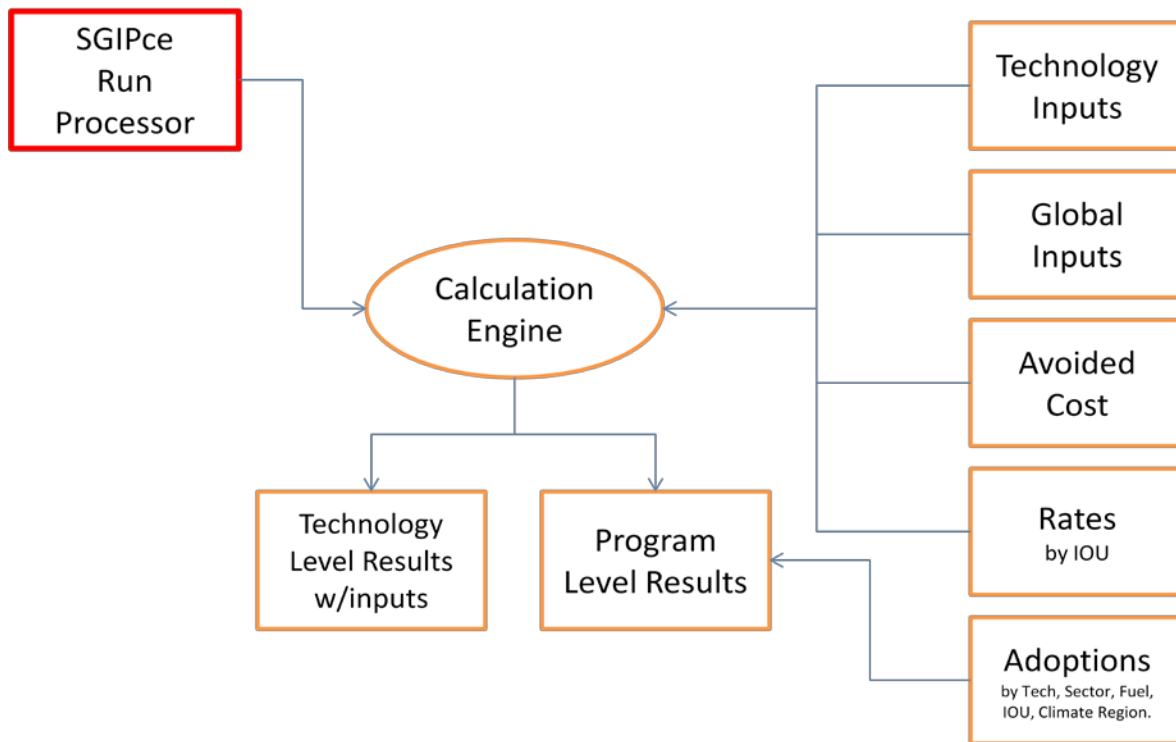 SGIPce
Run
Processor
Technology
Inputs
Global
Inputs
Calculation
Engine
Avoided
Cost
Technology
Level Results
w/inputs
Program
Level Results
Rates
by IOU
Adoptions
by Tech, Sector, Fuel,
IOU, Climate Region.